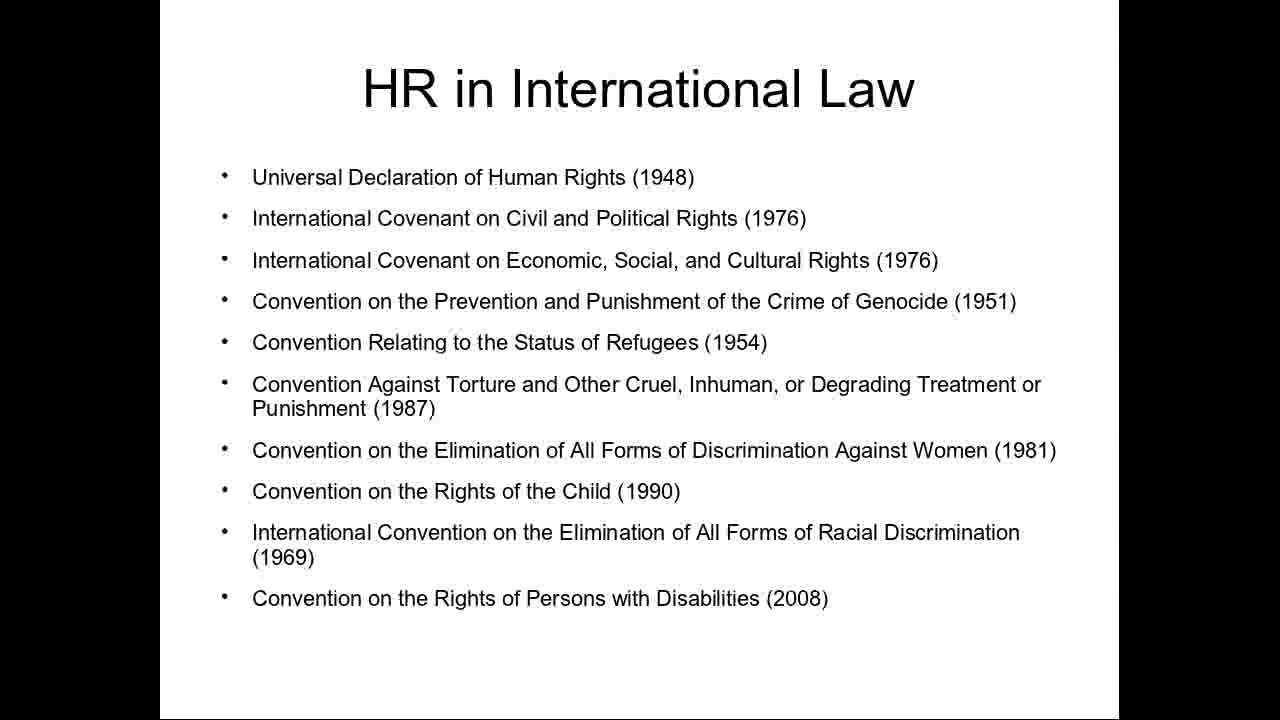 HR in International Law
• Universal Declaration of Human Rights (1948)
• International Covenant on Civil and Political Rights (1976)
• International Covenant on Economic, Social, and Cultural Rights (1976)
• Convention on the Prevention and Punishment of the Crime of Genocide (1951)
• Convention Relating to the Status of Refugees (1954)
• Convention Against Torture and Other Cruel, Inhuman, or Degrading Treatment or
Punishment (1987)
• Convention on the Elimination of All Forms of Discrimination Against Women (1981)
• Convention on the Rights of the Child (1990)
• International Convention on the Elimination of All Forms of Racial Discrimination
(1969)
• Convention on the Rights of Persons with Disabilities (2008)